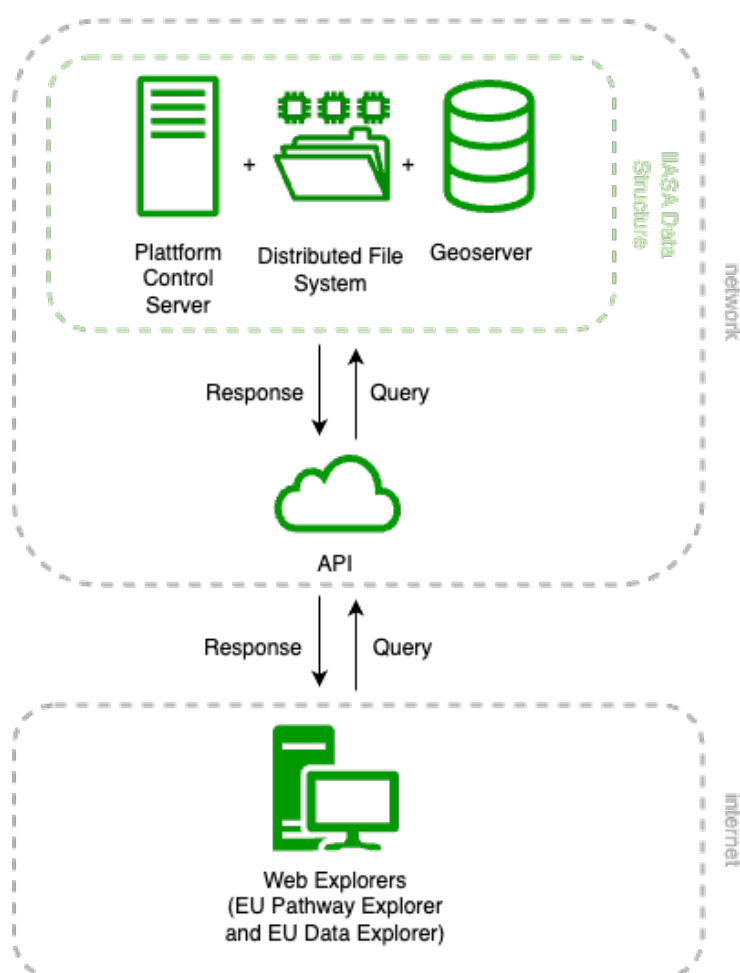 Plattform
Control
Server
+
Distributed File
System
+
Geoserver
IIASA Data
Structure
network
Response
Query
API
Response
Query
Web Explorers
(EU Pathway Explorer
and EU Data Explorer)
internet